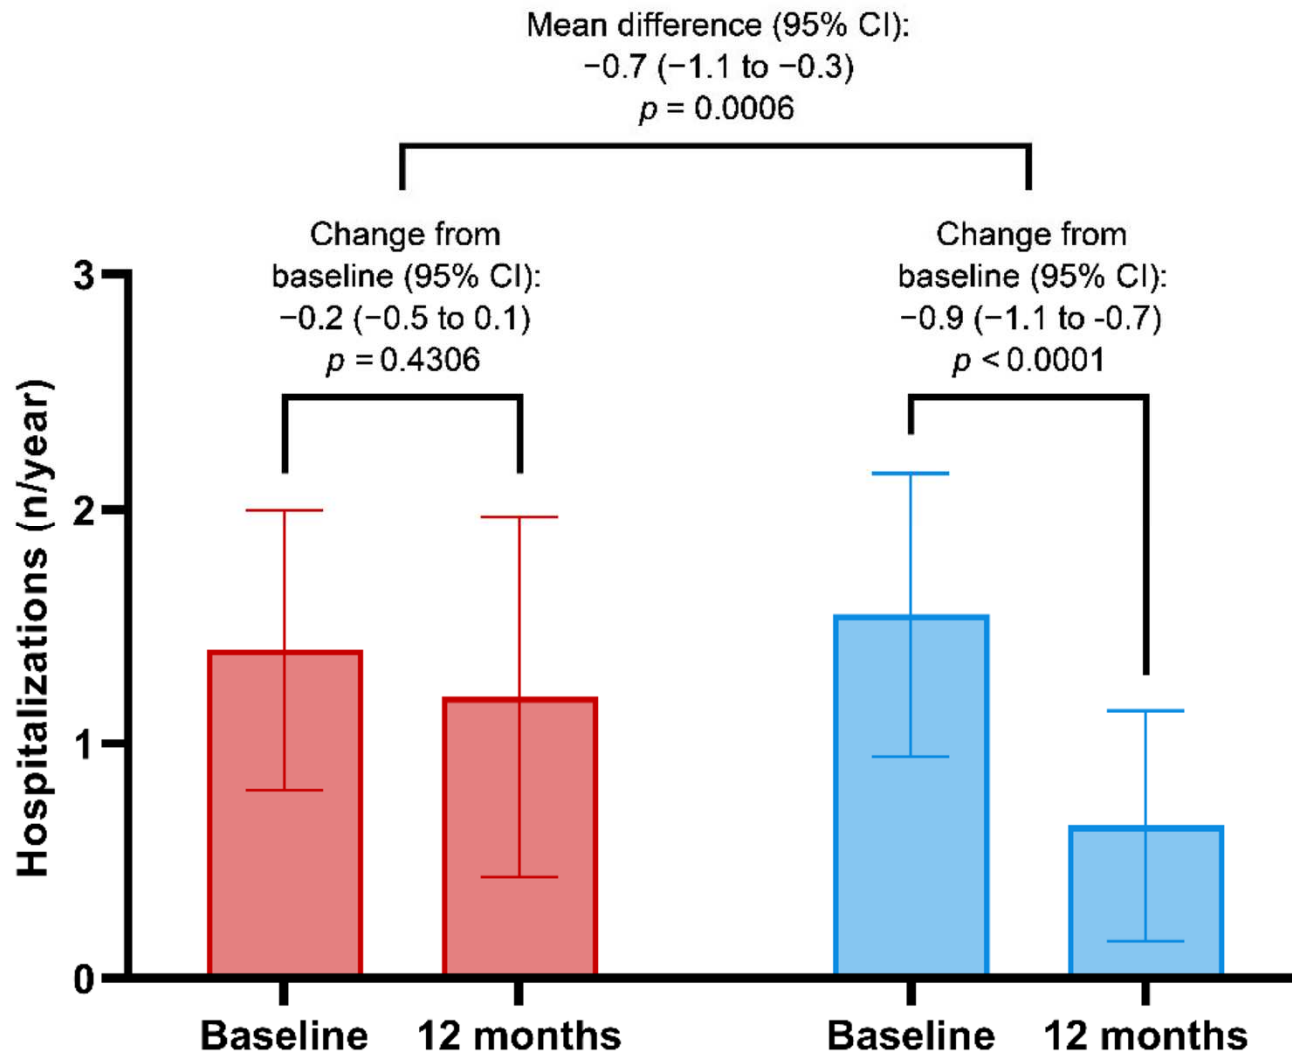 Mean difference (95% CI):
−0.7 (−1.1 to −0.3)
p = 0.0006
Change from
baseline (95% CI):
−0.2 (−0.5 to 0.1)
p = 0.4306
Change from
baseline (95% CI):
−0.9 (−1.1 to -0.7)
p < 0.0001
Hospitalizations (n/year)
3
2
1
0
Baseline
12 months
Baseline
12 months